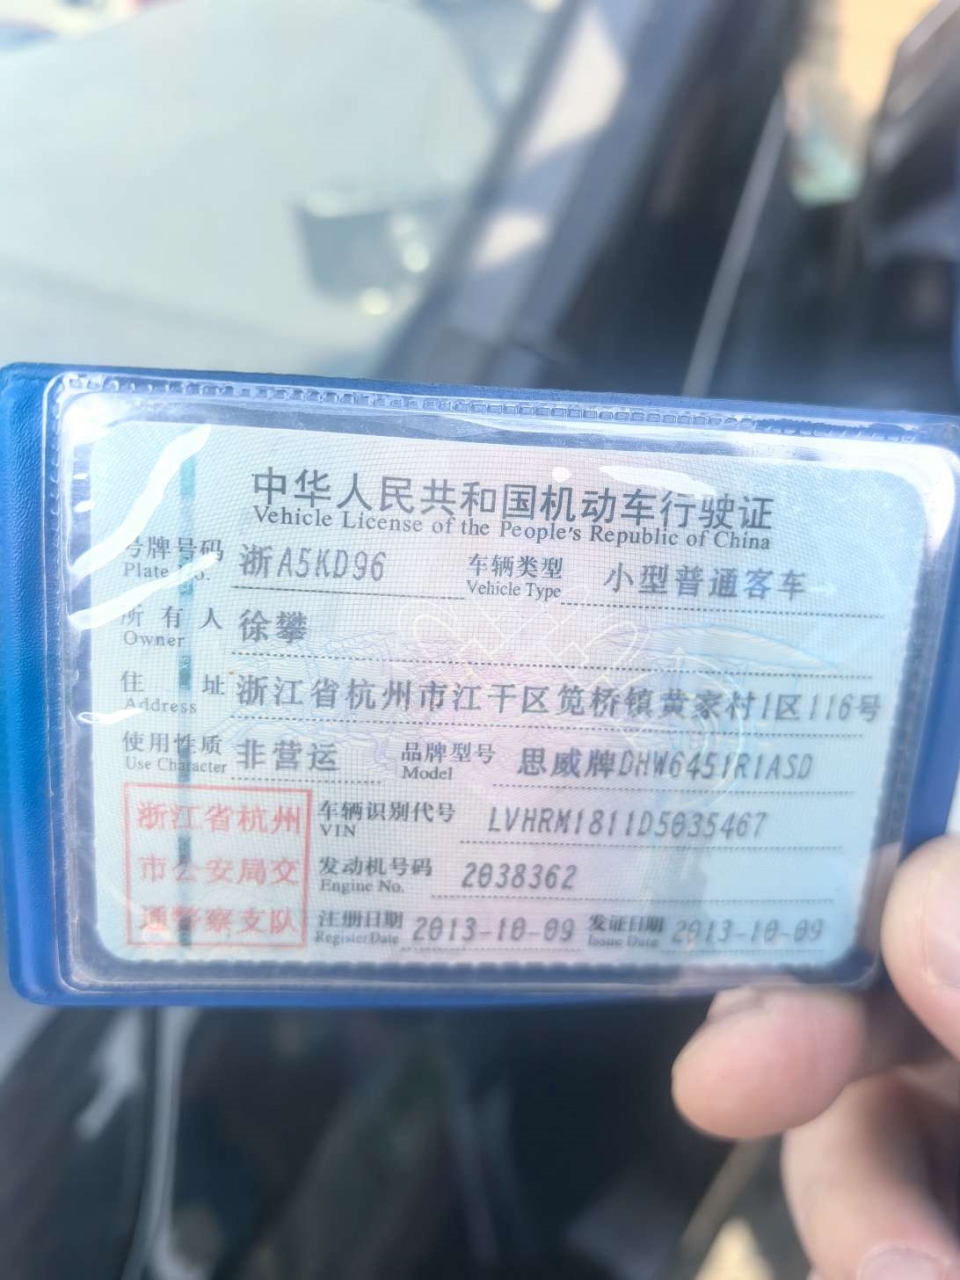 中华人民共和国机动车行驶证
Vehicle License of the People's Republic of China
号牌号码 浙A5KD96 车辆类型 小型普通客车
Plate No. Vehicle Type
所有人 徐攀
Owner
住址 浙江省杭州市江干区笕桥镇黄家村1区116号
Address
使用性质 非营运 品牌型号 思威牌DHW6451R1ASD
Use Character Model
浙江省杭州
市公安局交
通警察支队
车辆识别代号 LVHRM1811D5035467
VIN
发动机号码 2038362
Engine No.
注册日期 2013-10-09 发证日期 2013-10-09
Register Date Issue Date